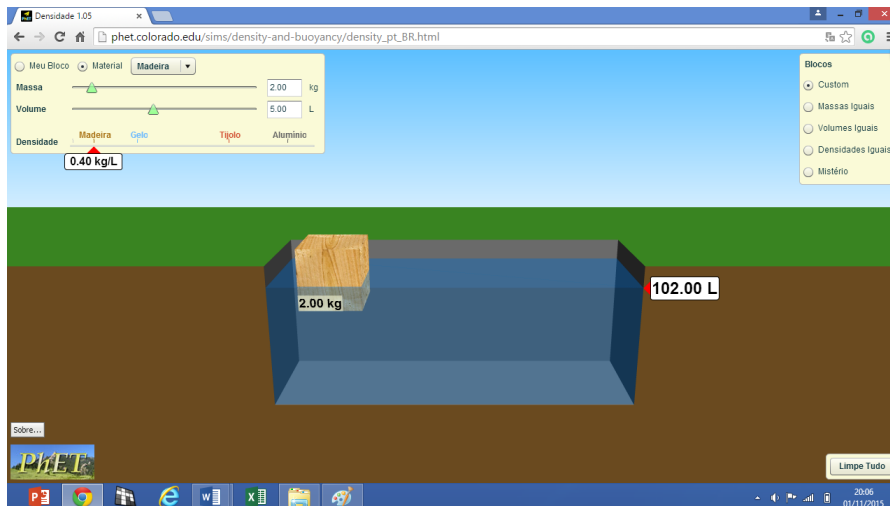 Densidade 1.05
phet.colorado.edu/sims/density-and-buoyancy/density_pt_BR.html
Meu Bloco Material Madeira
Massa 2.00 kg
Volume 5.00 L
Madeira Gelo Tijolo Alumínio
Densidade
0.40 kg/L
Blocos
Custom
Massas Iguais
Volumes Iguais
Densidades Iguais
Mistério
2.00 kg
102.00 L
Sobre...
PhET
Limpe Tudo
20:06
01/11/2015